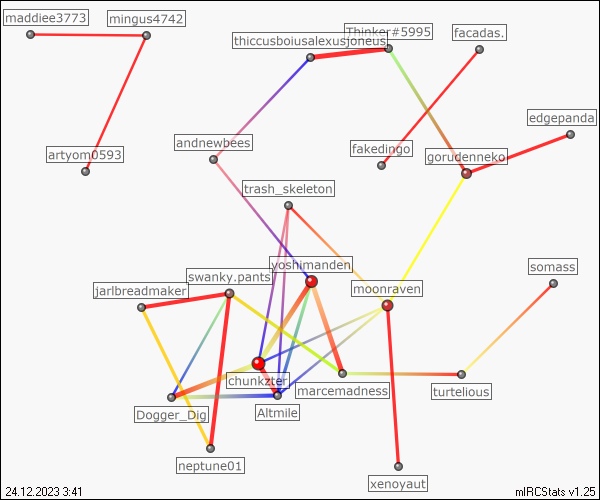 maddiee3773
mingus4742
thiccusboiusalexusjoneus
Thinker#5995
facadas.
edgepanda
artyom0593
andnewbees
fakedingo
gorudenneko
trash_skeleton
yoshimanden
somass
jarlbreadmaker
swanky.pants
moonraven
chunkzter
marcemadness
turtelious
Dogger_Dig
Altmile
neptune01
xenoyaut
24.12.2023 3:41
mIRCStats v1.25